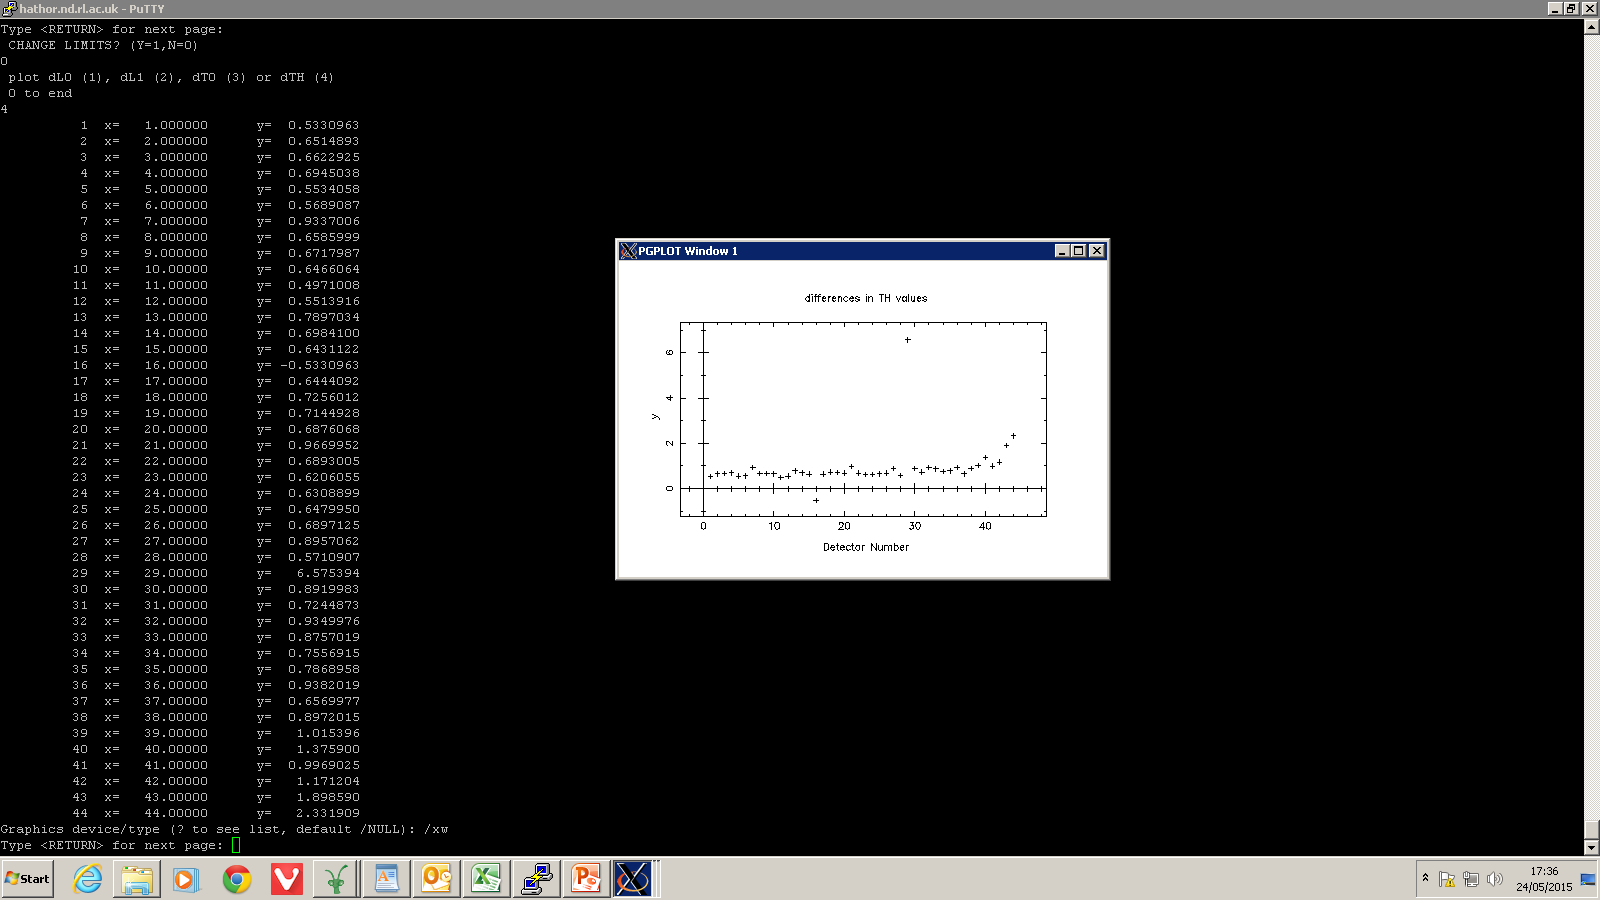 hathor.nd.rl.ac.uk - PuTTY
Type <RETURN> for next page:
CHANGE LIMITS? (Y=1,N=0)
0
plot dL0 (1), dL1 (2), dT0 (3) or dTH (4)
0 to end
4
1 x= 1.000000 y= 0.5330963
2 x= 2.000000 y= 0.6514893
3 x= 3.000000 y= 0.6622925
4 x= 4.000000 y= 0.6945038
5 x= 5.000000 y= 0.5534058
6 x= 6.000000 y= 0.5689087
7 x= 7.000000 y= 0.9337006
8 x= 8.000000 y= 0.6585999
9 x= 9.000000 y= 0.6717987
10 x= 10.00000 y= 0.6466064
11 x= 11.00000 y= 0.4971008
12 x= 12.00000 y= 0.5513916
13 x= 13.00000 y= 0.7897034
14 x= 14.00000 y= 0.6984100
15 x= 15.00000 y= 0.6431122
16 x= 16.00000 y= -0.5330963
17 x= 17.00000 y= 0.6444092
18 x= 18.00000 y= 0.7256012
19 x= 19.00000 y= 0.7144928
20 x= 20.00000 y= 0.6876068
21 x= 21.00000 y= 0.9669952
22 x= 22.00000 y= 0.6893005
23 x= 23.00000 y= 0.6206055
24 x= 24.00000 y= 0.6308899
25 x= 25.00000 y= 0.6479950
26 x= 26.00000 y= 0.6897125
27 x= 27.00000 y= 0.8957062
28 x= 28.00000 y= 0.5710907
29 x= 29.00000 y= 6.575394
30 x= 30.00000 y= 0.8919983
31 x= 31.00000 y= 0.7244873
32 x= 32.00000 y= 0.9349976
33 x= 33.00000 y= 0.8757019
34 x= 34.00000 y= 0.7556915
35 x= 35.00000 y= 0.7868958
36 x= 36.00000 y= 0.9382019
37 x= 37.00000 y= 0.6569977
38 x= 38.00000 y= 0.8972015
39 x= 39.00000 y= 1.015396
40 x= 40.00000 y= 1.375900
41 x= 41.00000 y= 0.9969025
42 x= 42.00000 y= 1.171204
43 x= 43.00000 y= 1.898590
44 x= 44.00000 y= 2.331909
Graphics device/type (? to see list, default /NULL): /xw
Type <RETURN> for next page:
PGPLOT Window 1
differences in TH values
6
4
y
2
0
0 10 20 30 40
Detector Number
Start
17:36
24/05/2015